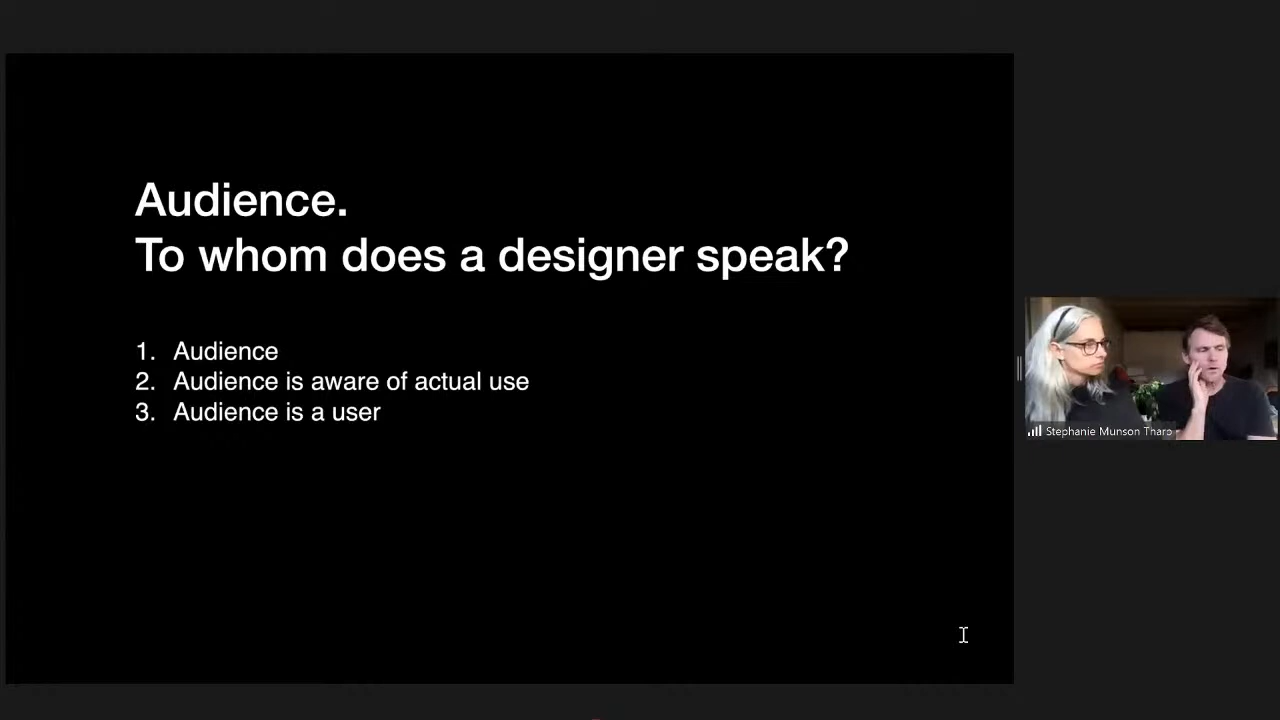 Audience.
To whom does a designer speak?
1. Audience
2. Audience is aware of actual use
3. Audience is a user
Stephanie Munson Tharp